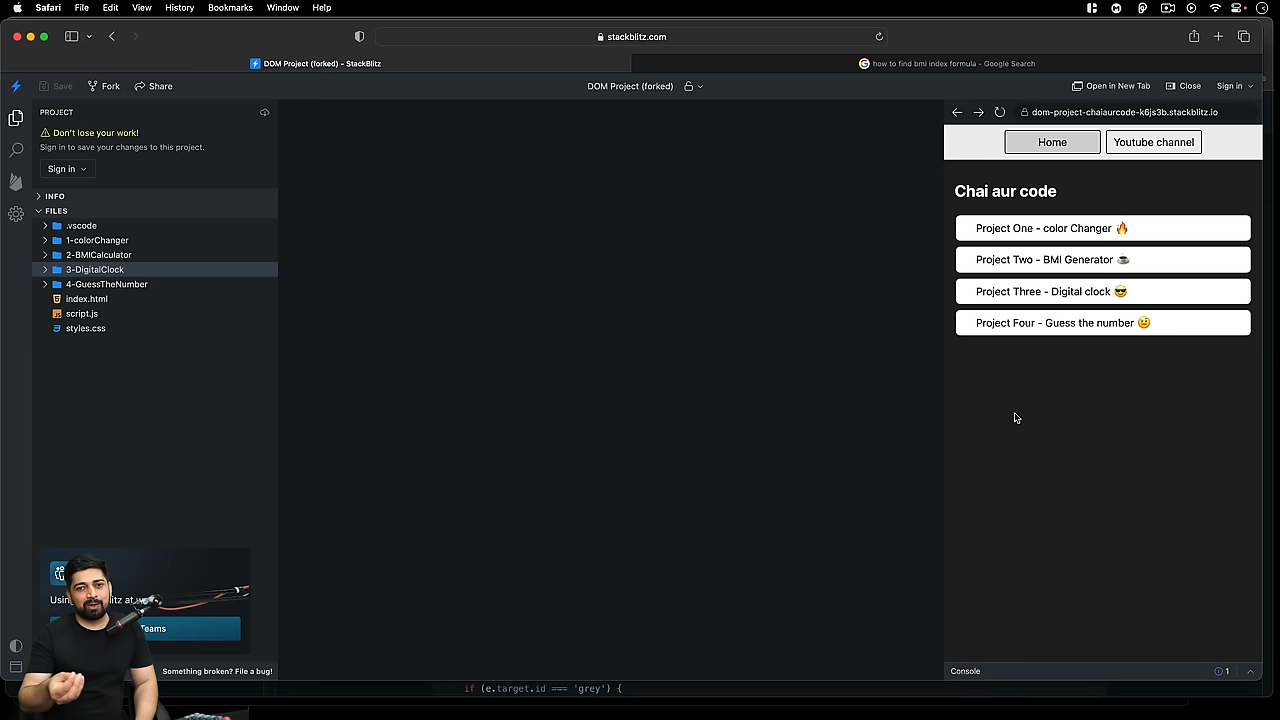 Safari File Edit View History Bookmarks Window Help
stackblitz.com
DOM Project (forked) - StackBlitz
how to find bmi index formula - Google Search
Save Fork Share
DOM Project (forked)
Open in New Tab Close Sign in
PROJECT
Don't lose your work!
Sign in to save your changes to this project.
Sign in
INFO
FILES
.vscode
1-colorChanger
2-BMICalculator
3-DigitalClock
4-GuessTheNumber
index.html
script.js
styles.css
Teams
Something broken? File a bug!
dom-project-chaiaurcode-k6js3b.stackblitz.io
Home Youtube channel
Chai aur code
Project One - color Changer 🔥
Project Two - BMI Generator ☕
Project Three - Digital clock 😎
Project Four - Guess the number 🤨
Console 1
if (e.target.id === 'grey') {